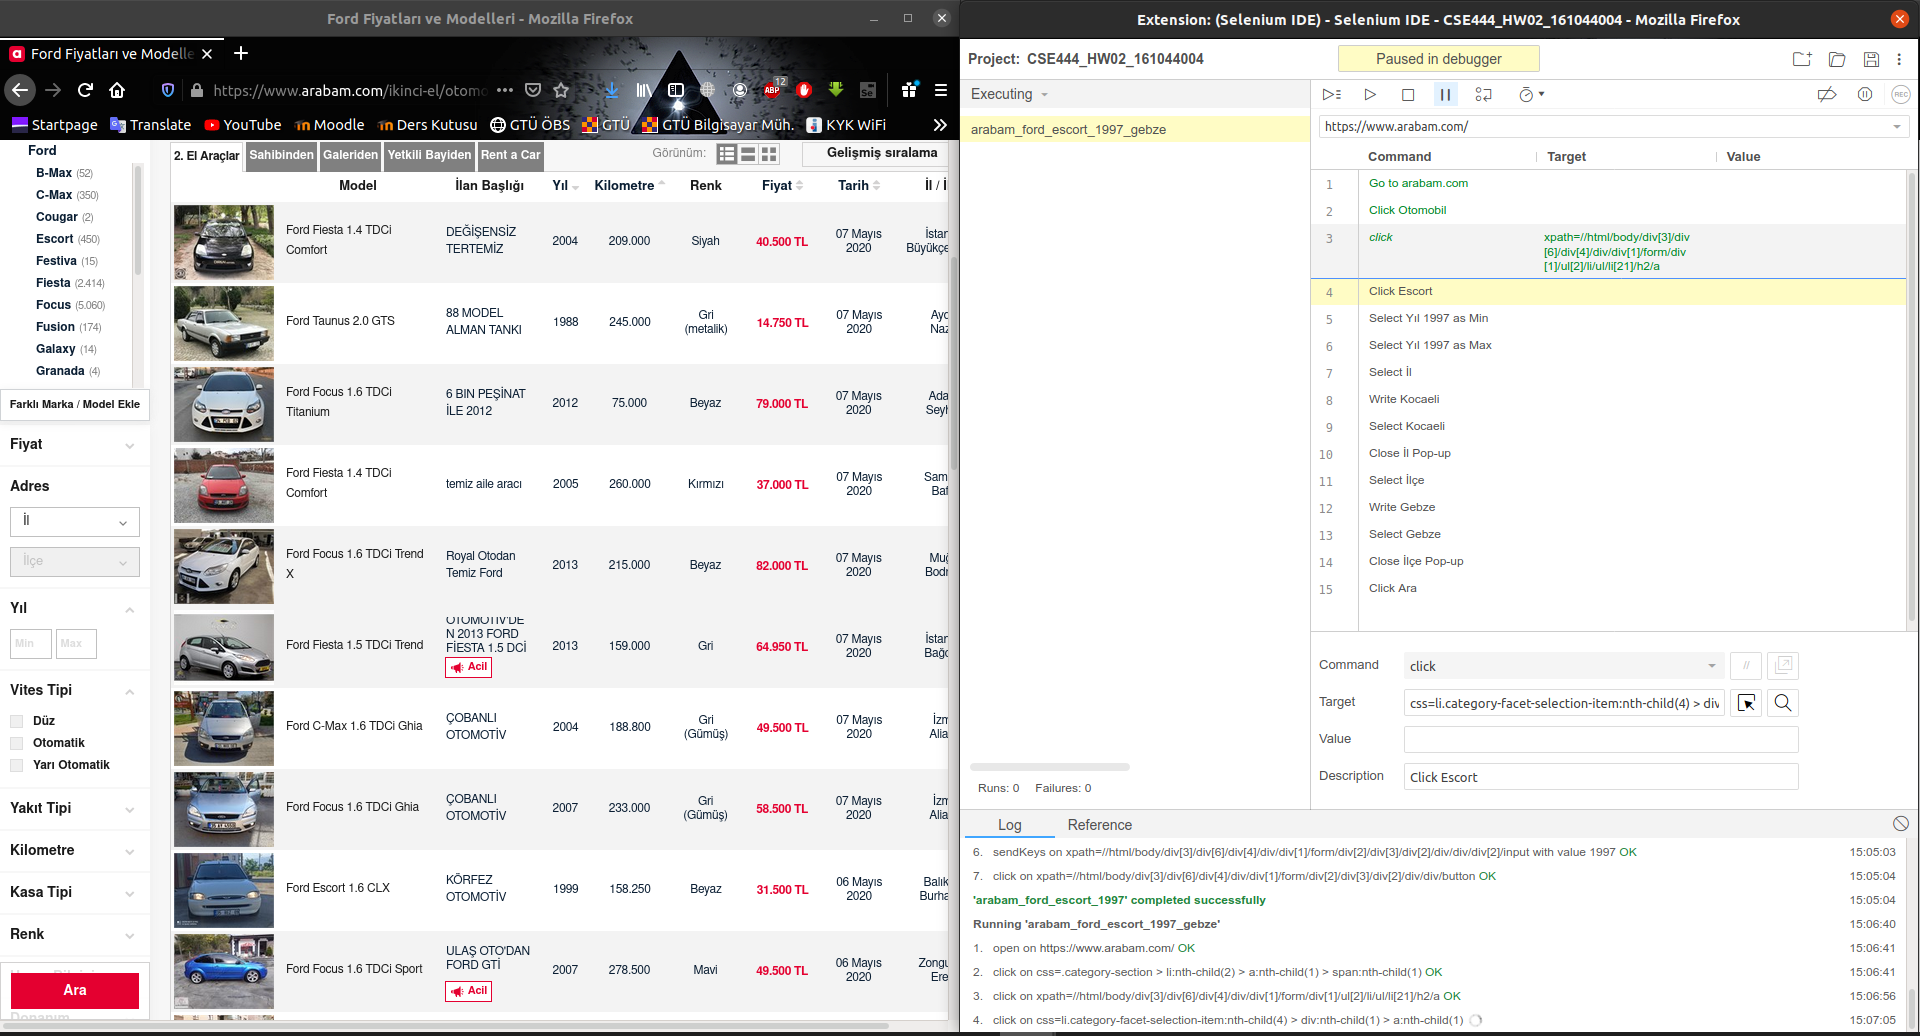 Ford Fiyatları ve Modelleri - Mozilla Firefox
Ford Fiyatları ve Modelle
https://www.arabam.com/ikinci-el/otomo
12
ABP
Se
Startpage
Translate
YouTube
Moodle
Ders Kutusu
GTÜ ÖBS
GTÜ
GTÜ Bilgisayar Müh.
KYK WiFi
Ford
B-Max (52)
C-Max (350)
Cougar (2)
Escort (450)
Festiva (15)
Fiesta (2.414)
Focus (5.060)
Fusion (174)
Galaxy (14)
Granada (4)
Farklı Marka / Model Ekle
Fiyat
Adres
İl
İlçe
Yıl
Min
Max
Vites Tipi
Düz
Otomatik
Yarı Otomatik
Yakıt Tipi
Kilometre
Kasa Tipi
Renk
Ara
Donanım
2. El Araçlar
Sahibinden
Galeriden
Yetkili Bayiden
Rent a Car
Görünüm:
Gelişmiş sıralama
Model
İlan Başlığı
Yıl
Kilometre
Renk
Fiyat
Tarih
İl / İ
Ford Fiesta 1.4 TDCi
Comfort
DEĞİŞENSİZ
TERTEMİZ
2004
209.000
Siyah
40.500 TL
07 Mayıs
2020
İstan
Büyükçe
Ford Taunus 2.0 GTS
88 MODEL
ALMAN TANKI
1988
245.000
Gri
(metalik)
14.750 TL
07 Mayıs
2020
Ayd
Naz
Ford Focus 1.6 TDCi
Titanium
6 BIN PEŞİNAT
İLE 2012
2012
75.000
Beyaz
79.000 TL
07 Mayıs
2020
Ada
Seyh
Ford Fiesta 1.4 TDCi
Comfort
temiz aile aracı
2005
260.000
Kırmızı
37.000 TL
07 Mayıs
2020
Sam
Baf
Ford Focus 1.6 TDCi Trend
X
Royal Otodan
Temiz Ford
2013
215.000
Beyaz
82.000 TL
07 Mayıs
2020
Muğ
Bodr
Ford Fiesta 1.5 TDCi Trend
OTOMOTİV'DE
N 2013 FORD
FİESTA 1.5 DCİ
Acil
2013
159.000
Gri
64.950 TL
07 Mayıs
2020
İstan
Bağc
Ford C-Max 1.6 TDCi Ghia
ÇOBANLI
OTOMOTİV
2004
188.800
Gri
(Gümüş)
49.500 TL
07 Mayıs
2020
İzm
Alia
Ford Focus 1.6 TDCi Ghia
ÇOBANLI
OTOMOTİV
2007
233.000
Gri
(Gümüş)
58.500 TL
07 Mayıs
2020
İzm
Alia
Ford Escort 1.6 CLX
KÖRFEZ
OTOMOTİV
1999
158.250
Beyaz
31.500 TL
06 Mayıs
2020
Balık
Burha
Ford Focus 1.6 TDCi Sport
ULAŞ OTO'DAN
FORD GTİ
Acil
2007
278.500
Mavi
49.500 TL
06 Mayıs
2020
Zongu
Ere
Extension: (Selenium IDE) - Selenium IDE - CSE444_HW02_161044004 - Mozilla Firefox
Project: CSE444_HW02_161044004
Paused in debugger
Executing
REC
arabam_ford_escort_1997_gebze
https://www.arabam.com/
Command
Target
Value
1 Go to arabam.com
2 Click Otomobil
3 click xpath=//html/body/div[3]/div
[6]/div[4]/div/div[1]/form/div
[1]/ul[2]/li/ul/li[21]/h2/a
4 Click Escort
5 Select Yıl 1997 as Min
6 Select Yıl 1997 as Max
7 Select İl
8 Write Kocaeli
9 Select Kocaeli
10 Close İl Pop-up
11 Select İlçe
12 Write Gebze
13 Select Gebze
14 Close İlçe Pop-up
15 Click Ara
Command click //
Target css=li.category-facet-selection-item:nth-child(4) > div
Value
Description Click Escort
Runs: 0 Failures: 0
Log
Reference
6. sendKeys on xpath=//html/body/div[3]/div[6]/div[4]/div/div[1]/form/div[2]/div[3]/div[2]/div/div/div[2]/input with value 1997 OK 15:05:03
7. click on xpath=//html/body/div[3]/div[6]/div[4]/div/div[1]/form/div[2]/div[3]/div[2]/div/div/button OK 15:05:04
'arabam_ford_escort_1997' completed successfully 15:05:04
Running 'arabam_ford_escort_1997_gebze' 15:06:40
1. open on https://www.arabam.com/ OK 15:06:41
2. click on css=.category-section > li:nth-child(2) > a:nth-child(1) > span:nth-child(1) OK 15:06:41
3. click on xpath=//html/body/div[3]/div[6]/div[4]/div/div[1]/form/div[1]/ul[2]/li/ul/li[21]/h2/a OK 15:06:56
4. click on css=li.category-facet-selection-item:nth-child(4) > div:nth-child(1) > a:nth-child(1) 15:07:05